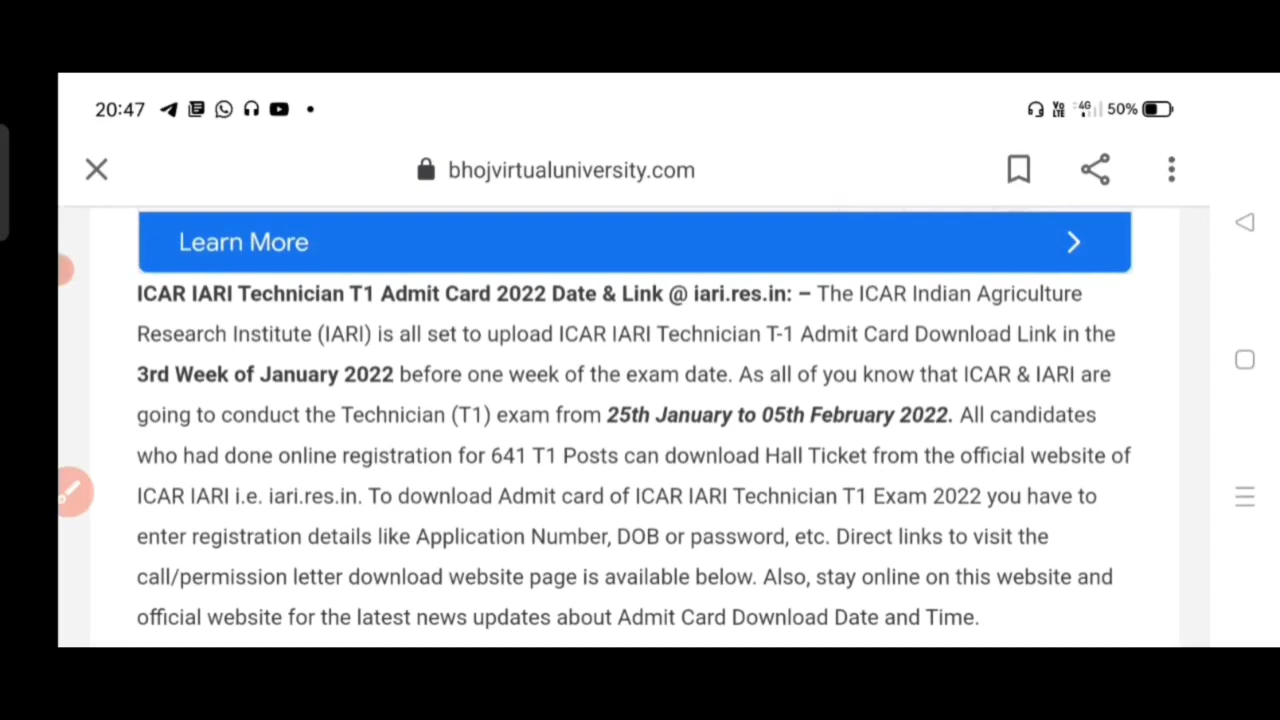 20:47
Vo LTE 4G 50%
bhojvirtualuniversity.com
Learn More
ICAR IARI Technician T1 Admit Card 2022 Date & Link @ iari.res.in: – The ICAR Indian Agriculture
Research Institute (IARI) is all set to upload ICAR IARI Technician T-1 Admit Card Download Link in the
3rd Week of January 2022 before one week of the exam date. As all of you know that ICAR & IARI are
going to conduct the Technician (T1) exam from 25th January to 05th February 2022. All candidates
who had done online registration for 641 T1 Posts can download Hall Ticket from the official website of
ICAR IARI i.e. iari.res.in. To download Admit card of ICAR IARI Technician T1 Exam 2022 you have to
enter registration details like Application Number, DOB or password, etc. Direct links to visit the
call/permission letter download website page is available below. Also, stay online on this website and
official website for the latest news updates about Admit Card Download Date and Time.